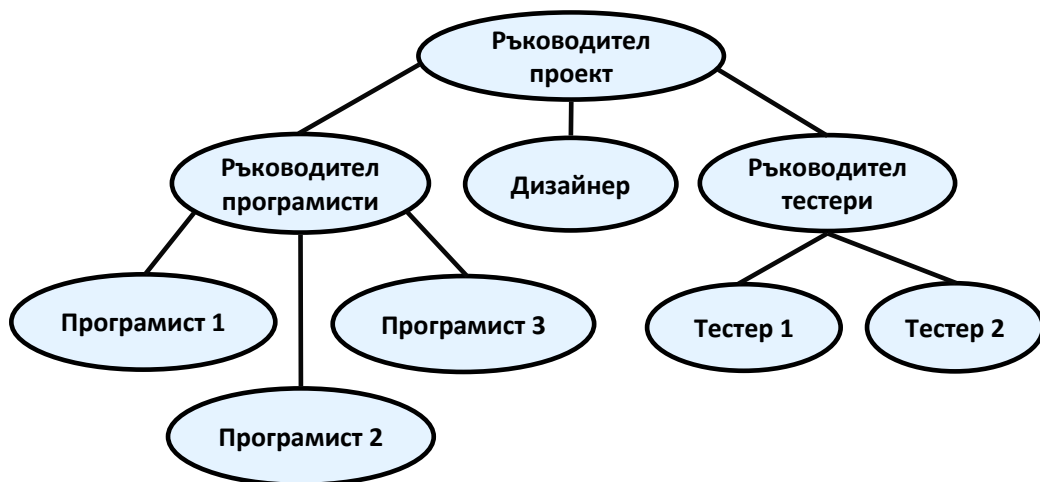 Ръководител
проект
Ръководител
програмисти
Дизайнер
Ръководител
тестери
Програмист 1
Програмист 3
Тестер 1
Тестер 2
Програмист 2